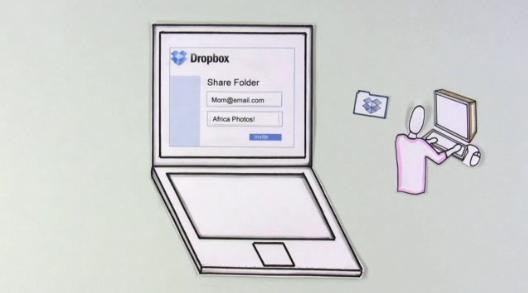 Dropbox
Share Folder
Mom@email.com
Africa Photos!
Invite